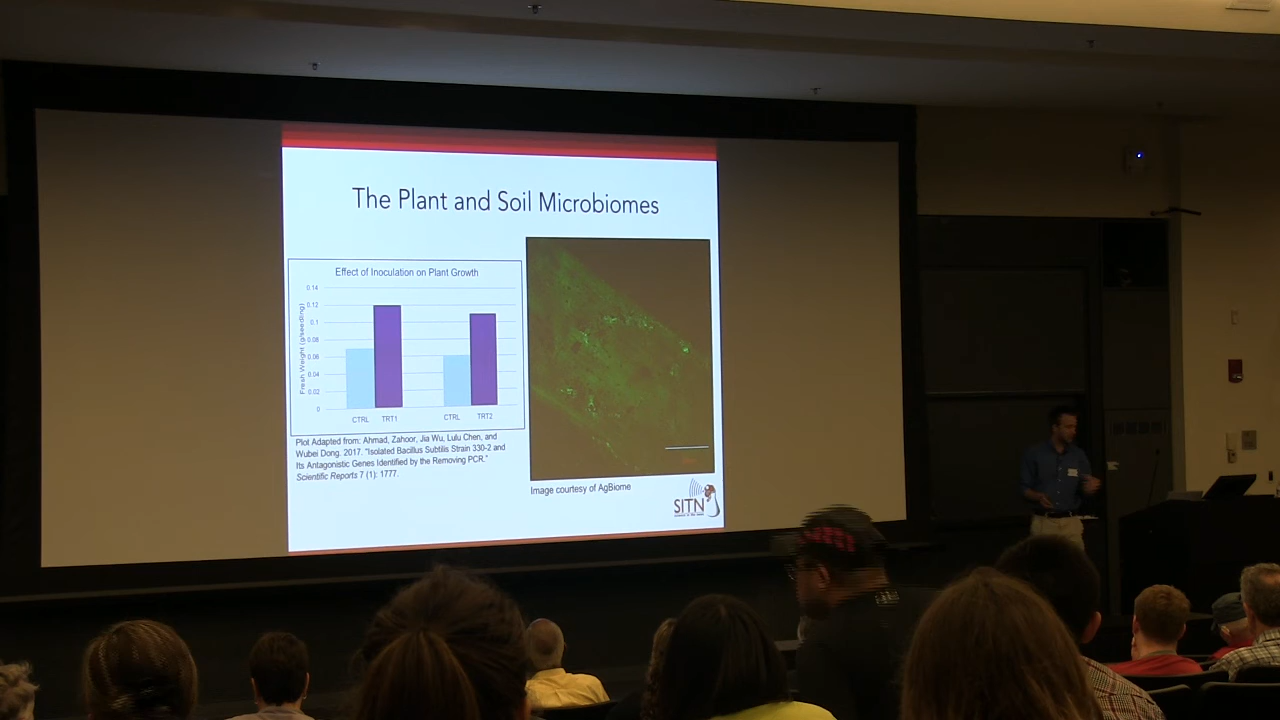 The Plant and Soil Microbiomes
Effect of Inoculation on Plant Growth
Fresh Weight (g/seedling)
0.14
0.12
0.1
0.08
0.06
0.04
0.02
0
CTRL TRT1 CTRL TRT2
Plot Adapted from: Ahmad, Zahoor, Jia Wu, Lulu Chen, and
Wubei Dong. 2017. “Isolated Bacillus Subtilis Strain 330-2 and
Its Antagonistic Genes Identified by the Removing PCR.”
Scientific Reports 7 (1): 1777.
Image courtesy of AgBiome
SITN